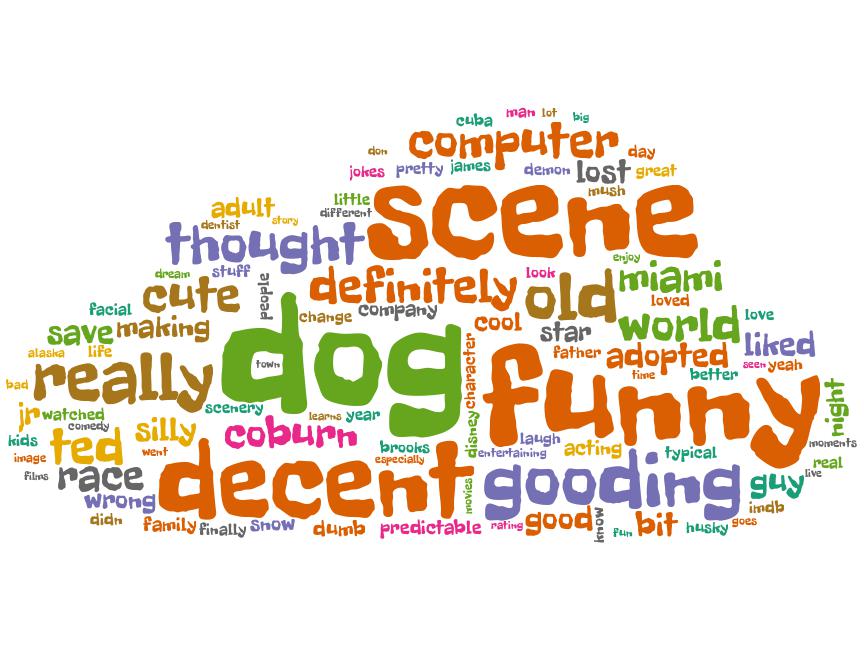 cuba man lot big
don computer day
jokes pretty james demon lost great
mush
adult little scene
dentist story different
thought enjoy
dream stuff people definitely look old miami
cute loved
facial change company world love
save making cool star
alaska life dog father adopted liked
bad really town character funny time better seen yeah
jr watched scenery learns year night
comedy
kids ted silly coburn brooks disney laugh acting typical moments
image went especially entertaining real
films race decent gooding guy live
wrong movies imdb
didn family finally snow dumb predictable rating good know fun bit husky goes